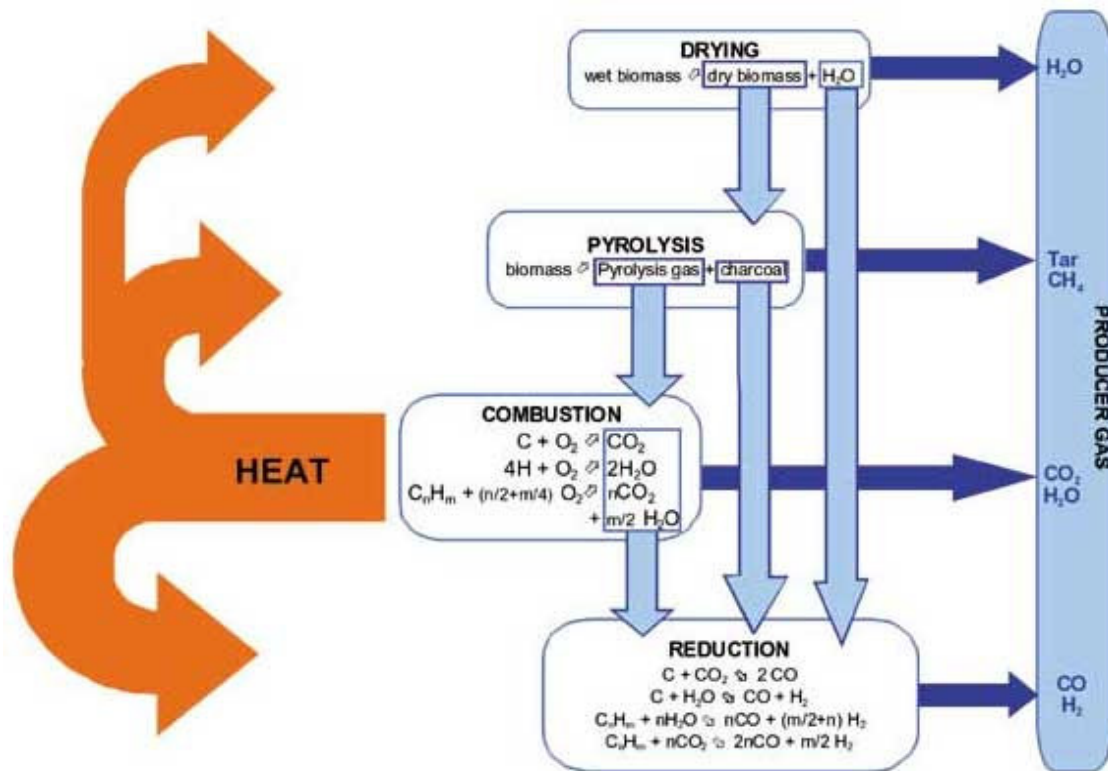 DRYING
wet biomass ⬀ dry biomass + H₂O
H₂O
PYROLYSIS
biomass ⬀ Pyrolysis gas + charcoal
Tar
CH₄
COMBUSTION
C + O₂ ⬀ CO₂
4H + O₂ ⬀ 2H₂O
CₙHₘ + (n/2+m/4) O₂ ⬀ nCO₂
+ m/2 H₂O
HEAT
CO₂
H₂O
REDUCTION
C + CO₂ ⬂ 2 CO
C + H₂O ⬂ CO + H₂
CₙHₘ + nH₂O ⬂ nCO + (m/2+n) H₂
CₙHₘ + nCO₂ ⬂ 2nCO + m/2 H₂
CO
H₂
PRODUCER GAS